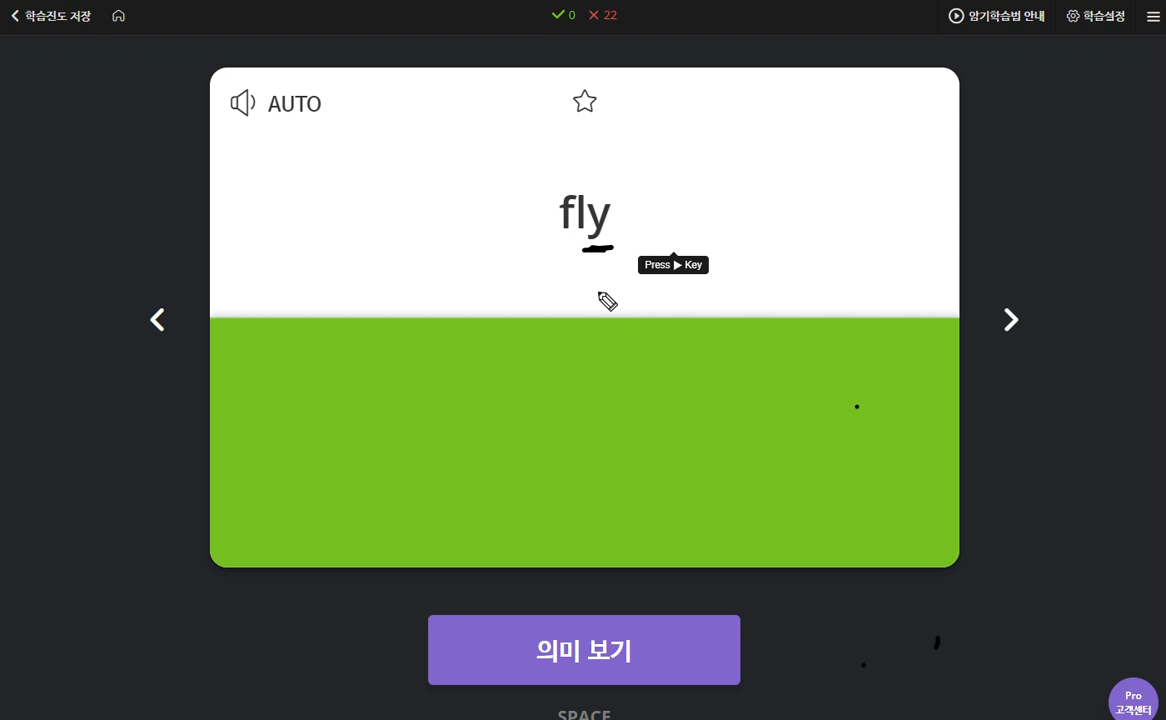 학습진도 저장
0 22
암기학습법 안내
학습설정
AUTO
fly
Press ▶ Key
의미 보기
SPACE
Pro
고객센터